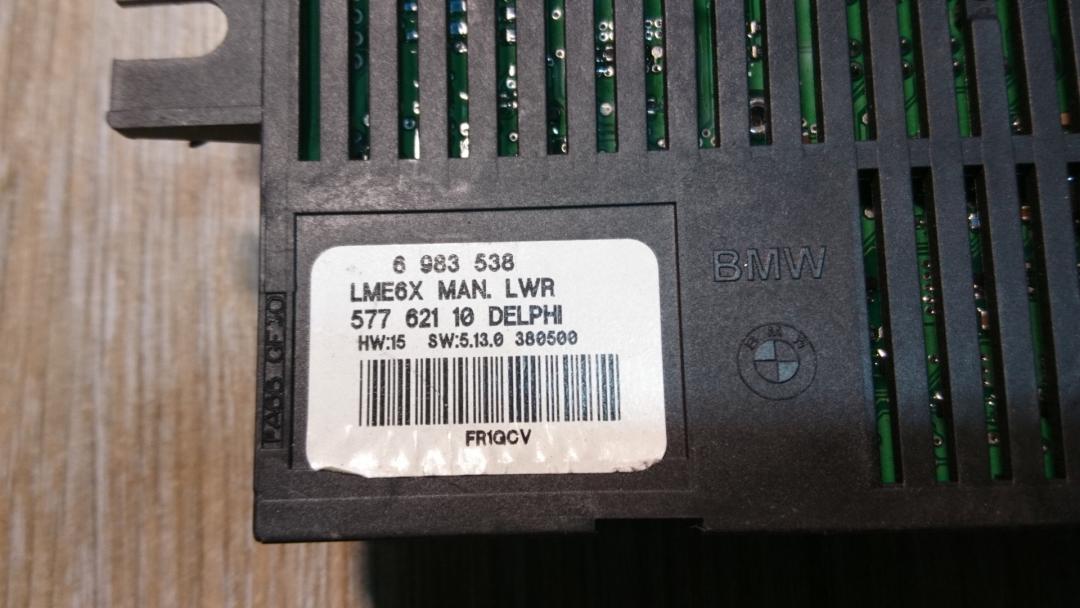 6 983 538
LME6X MAN. LWR
577 621 10 DELPHI
HW:15 SW:5.13.0 380500
FR1QCV
BMW
BMW